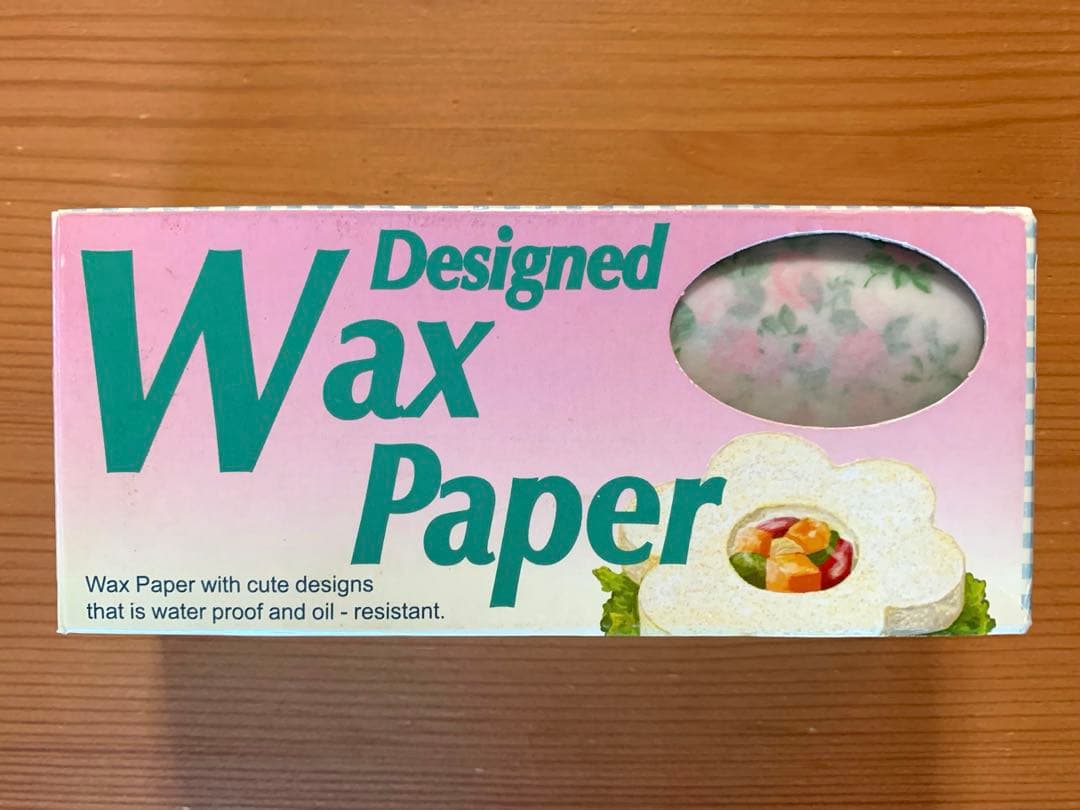 Designed
Wax
Paper
Wax Paper with cute designs
that is water proof and oil - resistant.